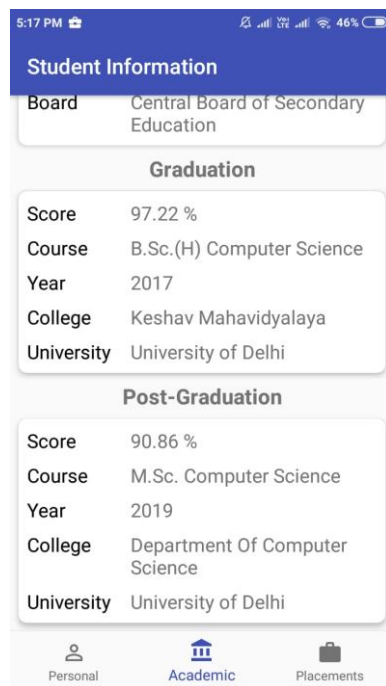 5:17 PM 46%
Student Information
Board Central Board of Secondary
Education
Graduation
Score 97.22 %
Course B.Sc.(H) Computer Science
Year 2017
College Keshav Mahavidyalaya
University University of Delhi
Post-Graduation
Score 90.86 %
Course M.Sc. Computer Science
Year 2019
College Department Of Computer
Science
University University of Delhi
Personal Academic Placements